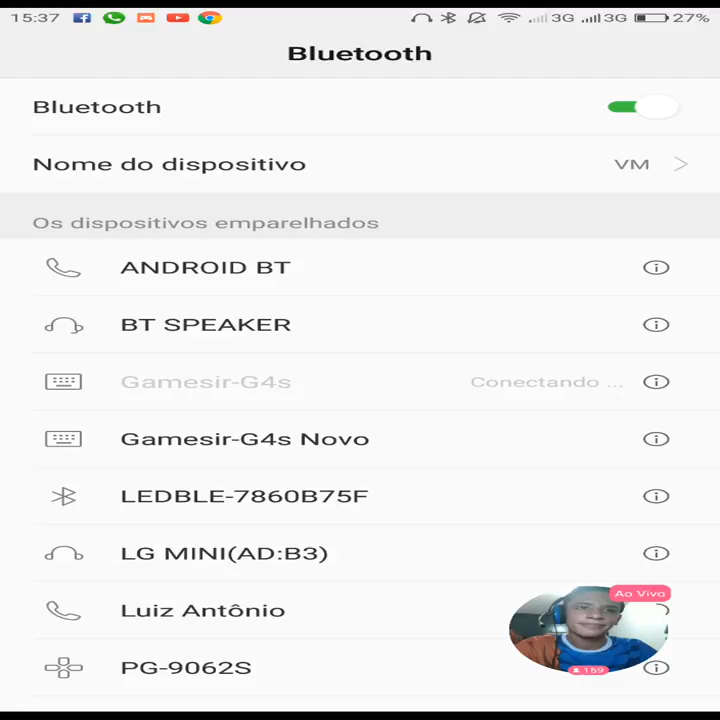 15:37 3G 3G 27%
Bluetooth
Bluetooth
Nome do dispositivo VM
Os dispositivos emparelhados
ANDROID BT
BT SPEAKER
Gamesir-G4s Conectando ...
Gamesir-G4s Novo
LEDBLE-7860B75F
LG MINI(AD:B3)
Ao Vivo
Luiz Antônio
PG-9062S
159